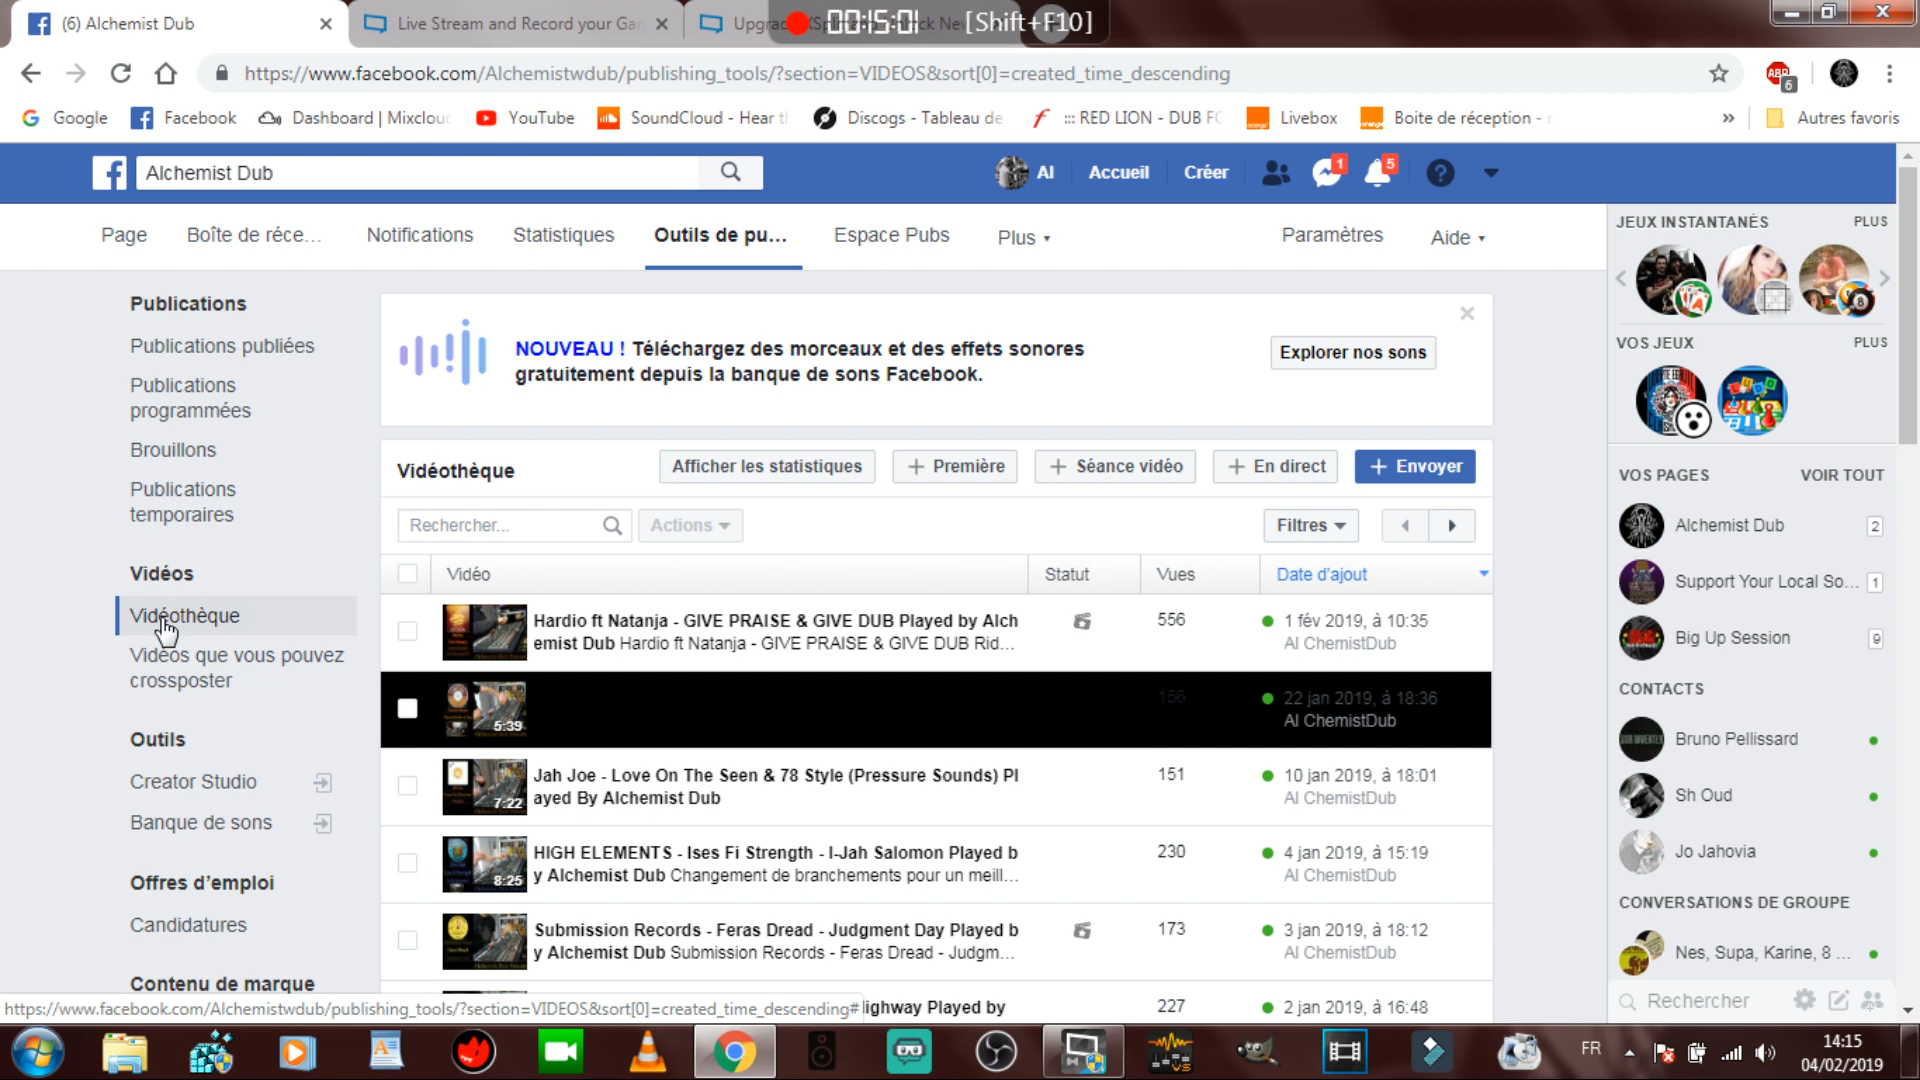 (6) Alchemist Dub
Live Stream and Record your Gar
Upgra
00:15:01
[Shift+F10]
https://www.facebook.com/Alchemistwdub/publishing_tools/?section=VIDEOS&sort[0]=created_time_descending
ABP
6
Google
Facebook
Dashboard | Mixclou
YouTube
SoundCloud - Hear t
Discogs - Tableau de
::: RED LION - DUB FO
Livebox
Boite de réception -
»
Autres favoris
Alchemist Dub
Al
Accueil
Créer
1
5
Page
Boîte de réce...
Notifications
Statistiques
Outils de pu...
Espace Pubs
Plus
Paramètres
Aide
Publications
Publications publiées
Publications
programmées
Brouillons
Publications
temporaires
Vidéos
Vidéothèque
Vidéos que vous pouvez
crossposter
Outils
Creator Studio
Banque de sons
Offres d'emploi
Candidatures
Contenu de marque
NOUVEAU ! Téléchargez des morceaux et des effets sonores
gratuitement depuis la banque de sons Facebook.
Explorer nos sons
Vidéothèque
Afficher les statistiques
+ Première
+ Séance vidéo
+ En direct
+ Envoyer
Rechercher...
Actions
Filtres
Vidéo
Statut
Vues
Date d'ajout
Hardio ft Natanja - GIVE PRAISE & GIVE DUB Played by Alch
emist Dub Hardio ft Natanja - GIVE PRAISE & GIVE DUB Rid...
556
1 fév 2019, à 10:35
Al ChemistDub
5:39
156
22 jan 2019, à 18:36
Al ChemistDub
7:22
Jah Joe - Love On The Seen & 78 Style (Pressure Sounds) Pl
ayed By Alchemist Dub
151
10 jan 2019, à 18:01
Al ChemistDub
8:25
HIGH ELEMENTS - Ises Fi Strength - I-Jah Salomon Played b
y Alchemist Dub Changement de branchements pour un meill...
230
4 jan 2019, à 15:19
Al ChemistDub
Submission Records - Feras Dread - Judgment Day Played b
y Alchemist Dub Submission Records - Feras Dread - Judgm...
173
3 jan 2019, à 18:12
Al ChemistDub
ighway Played by
227
2 jan 2019, à 16:48
JEUX INSTANTANÉS
PLUS
VOS JEUX
PLUS
VOS PAGES
VOIR TOUT
Alchemist Dub
2
Support Your Local So...
1
Big Up Session
9
CONTACTS
Bruno Pellissard
Sh Oud
Jo Jahovia
CONVERSATIONS DE GROUPE
Nes, Supa, Karine, 8 ...
Rechercher
https://www.facebook.com/Alchemistwdub/publishing_tools/?section=VIDEOS&sort[0]=created_time_descending#
FR
14:15
04/02/2019